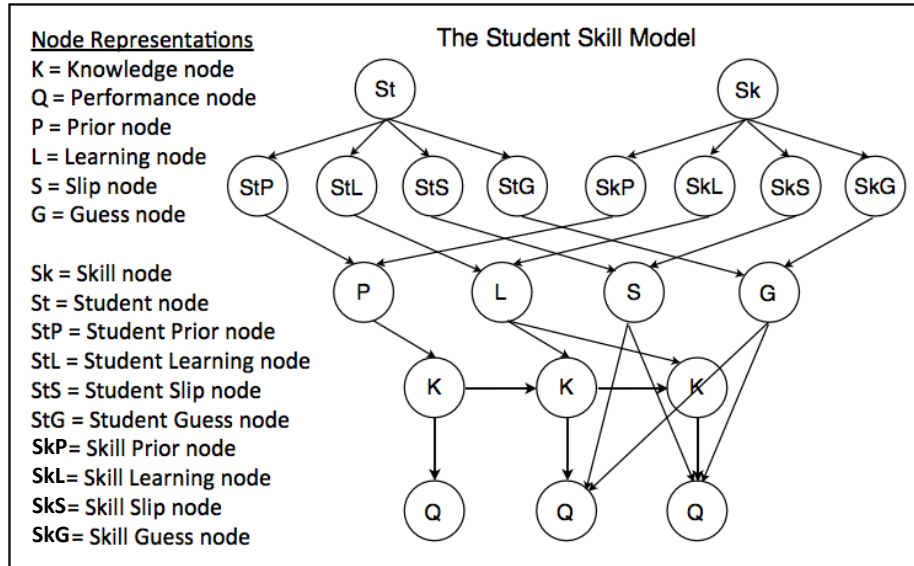 Node Representations
K = Knowledge node
Q = Performance node
P = Prior node
L = Learning node
S = Slip node
G = Guess node
Sk = Skill node
St = Student node
StP = Student Prior node
StL = Student Learning node
StS = Student Slip node
StG = Student Guess node
SkP= Skill Prior node
SkL= Skill Learning node
SkS= Skill Slip node
SkG= Skill Guess node
The Student Skill Model
St Sk
StP StL StS StG SkP SkL SkS SkG
P L S G
K K K
Q Q Q